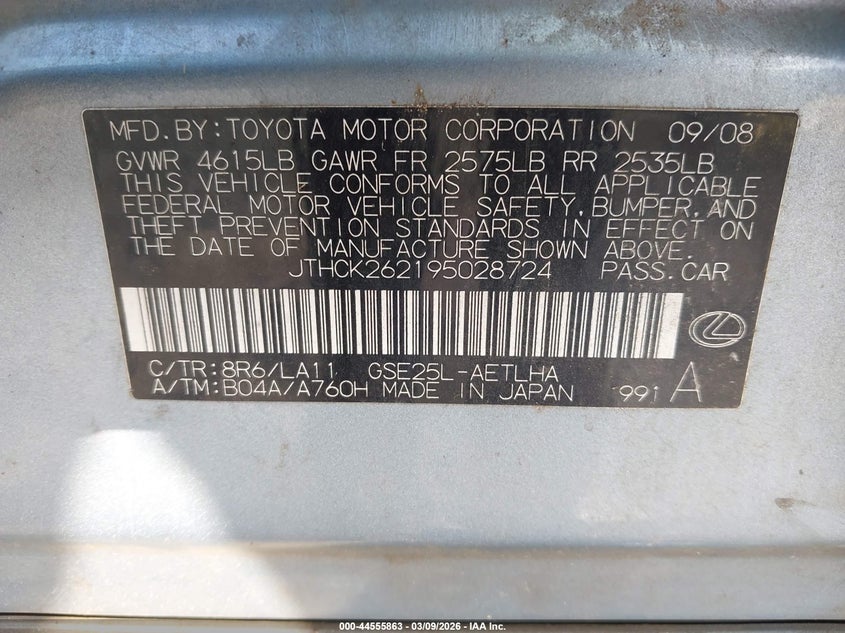 MFD. BY: TOYOTA MOTOR CORPORATION 09/08
GVWR 4615LB GAWR FR 2575LB RR 2535LB
THIS VEHICLE CONFORMS TO ALL APPLICABLE
FEDERAL MOTOR VEHICLE SAFETY, BUMPER, AND
THEFT PREVENTION STANDARDS IN EFFECT ON
THE DATE OF MANUFACTURE SHOWN ABOVE.
JTHCK262195028724 PASS. CAR
C/TR: 8R6/LA11 GSE25L-AETLHA
A/TM: B04A/A760H MADE IN JAPAN 991 A
000-44555863 - 03/09/2026 - IAA Inc.